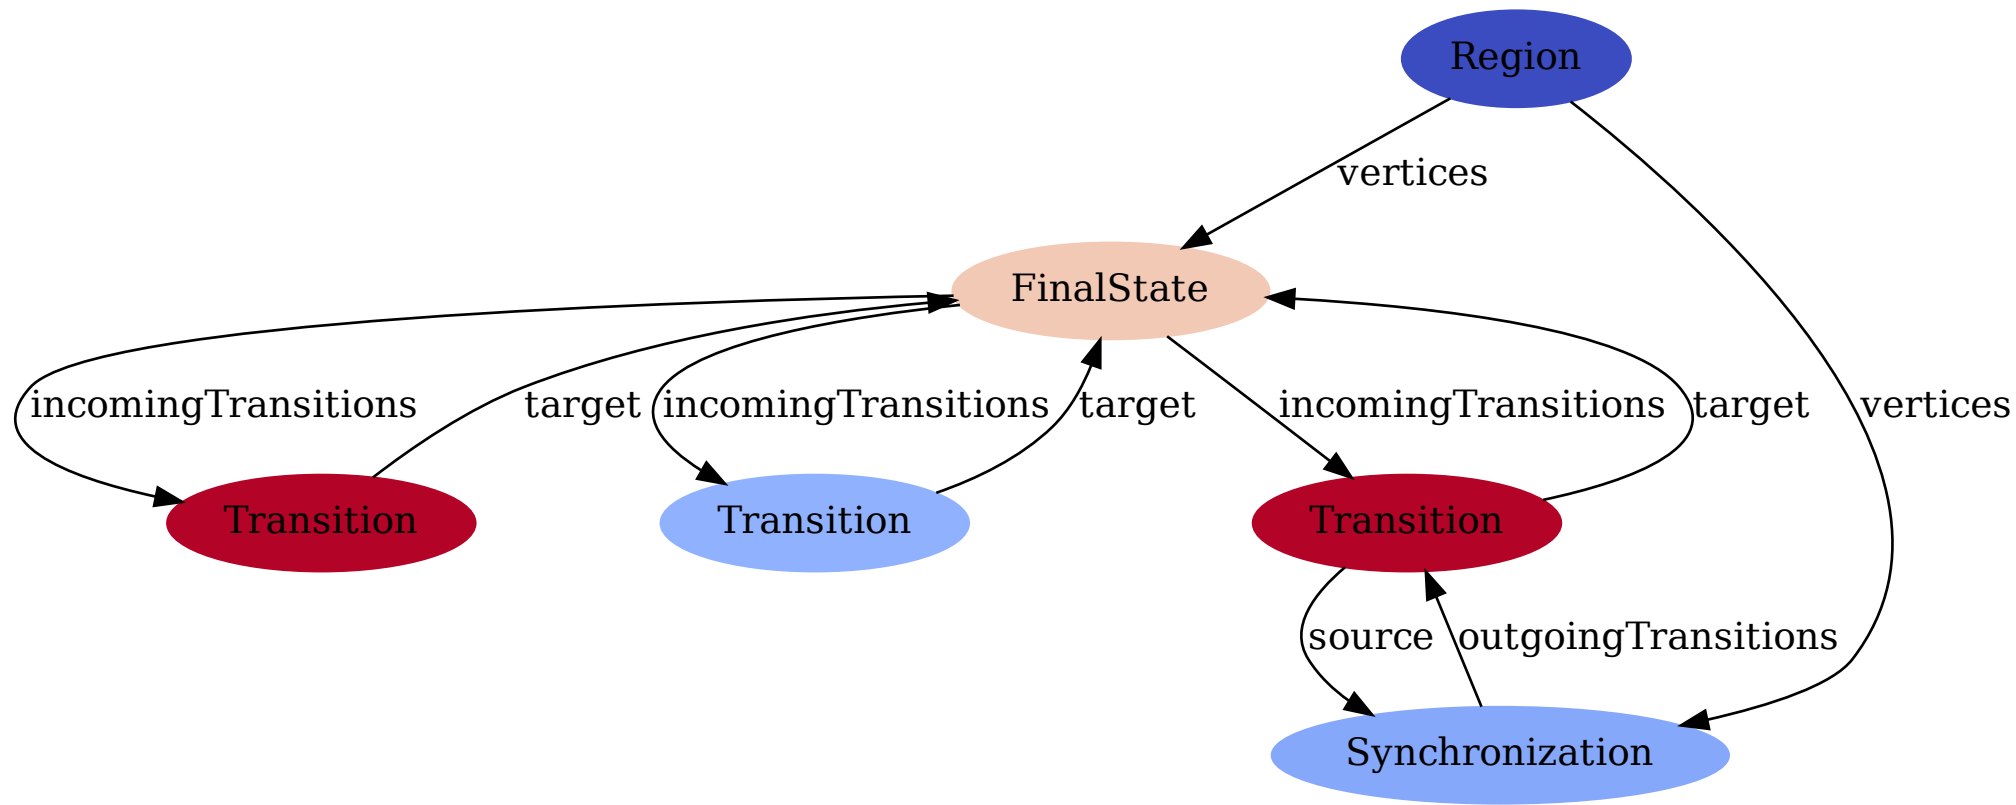 Region
vertices
FinalState
incomingTransitions
target
incomingTransitions
target
incomingTransitions
target
vertices
Transition
Transition
Transition
source
outgoingTransitions
Synchronization